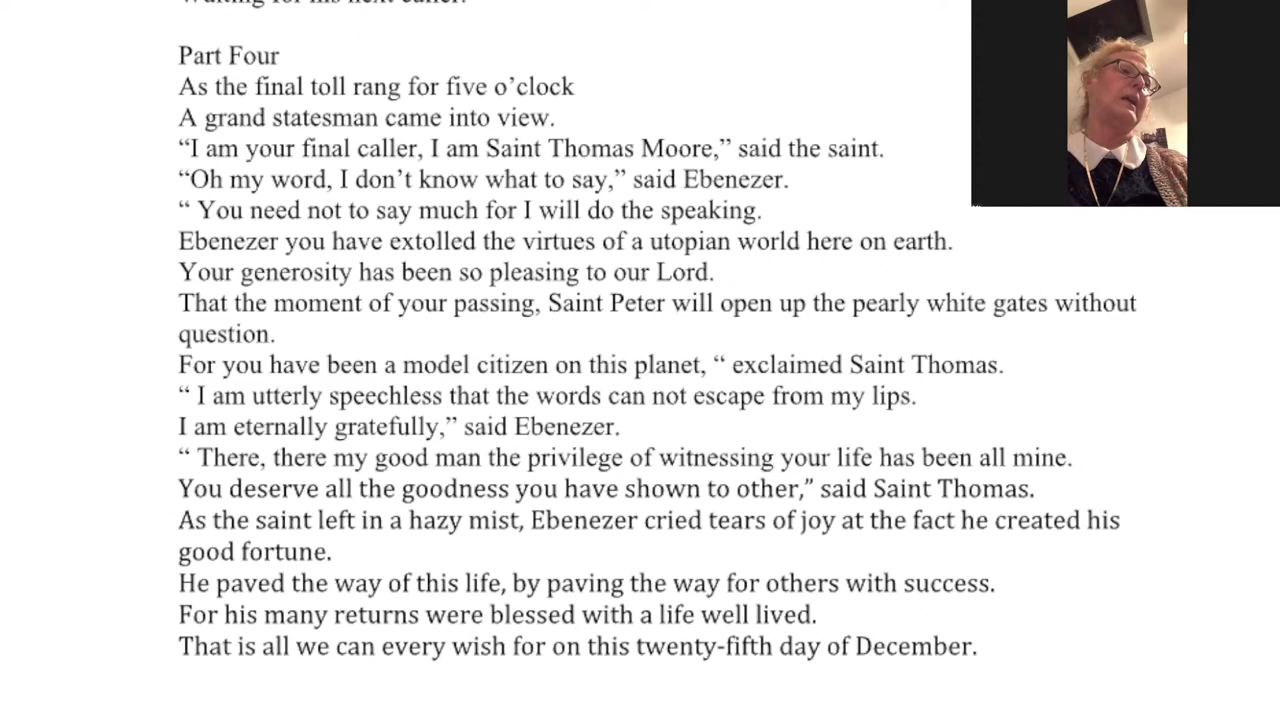 Waiting for his next caller.
Part Four
As the final toll rang for five o’clock
A grand statesman came into view.
“I am your final caller, I am Saint Thomas Moore,” said the saint.
“Oh my word, I don’t know what to say,” said Ebenezer.
“ You need not to say much for I will do the speaking.
Ebenezer you have extolled the virtues of a utopian world here on earth.
Your generosity has been so pleasing to our Lord.
That the moment of your passing, Saint Peter will open up the pearly white gates without
question.
For you have been a model citizen on this planet, “ exclaimed Saint Thomas.
“ I am utterly speechless that the words can not escape from my lips.
I am eternally gratefully,” said Ebenezer.
“ There, there my good man the privilege of witnessing your life has been all mine.
You deserve all the goodness you have shown to other,” said Saint Thomas.
As the saint left in a hazy mist, Ebenezer cried tears of joy at the fact he created his
good fortune.
He paved the way of this life, by paving the way for others with success.
For his many returns were blessed with a life well lived.
That is all we can every wish for on this twenty-fifth day of December.